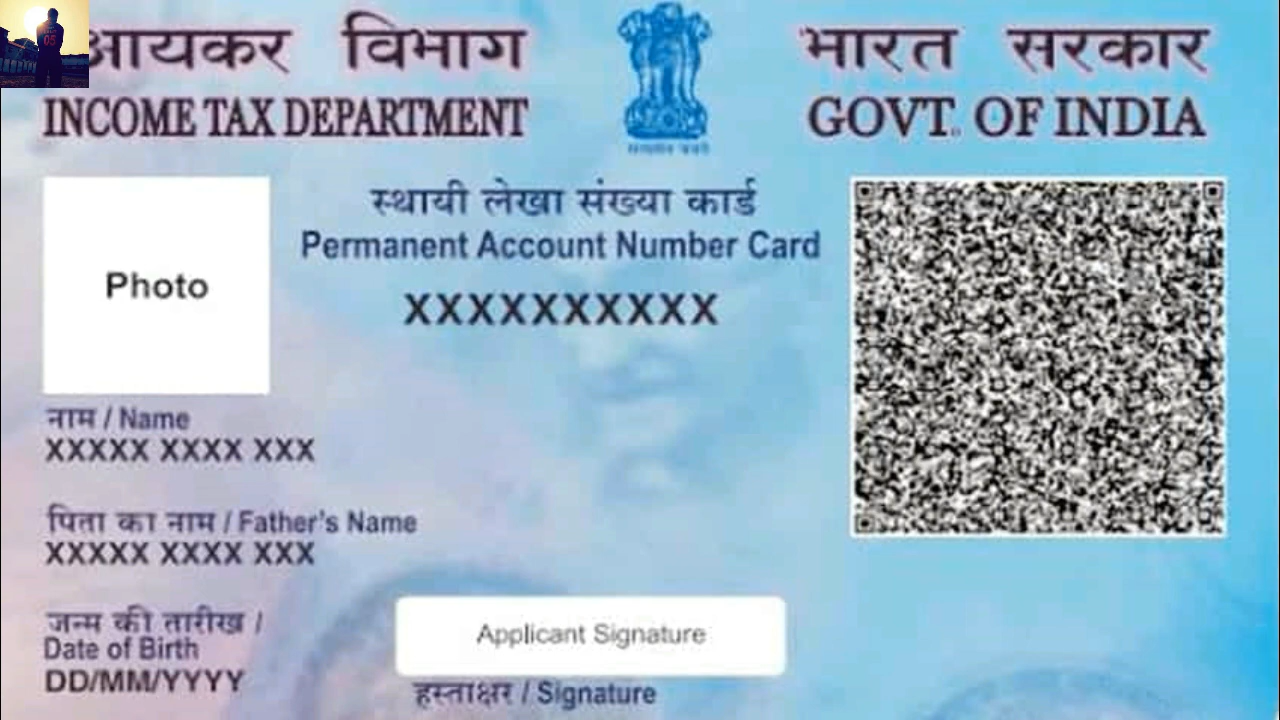 आयकर विभाग
भारत सरकार
INCOME TAX DEPARTMENT
GOVT. OF INDIA
स्थायी लेखा संख्या कार्ड
Permanent Account Number Card
XXXXXXXXXX
Photo
नाम / Name
XXXXX XXXX XXX
पिता का नाम / Father's Name
XXXXX XXXX XXX
जन्म की तारीख /
Date of Birth
DD/MM/YYYY
Applicant Signature
हस्ताक्षर / Signature
05